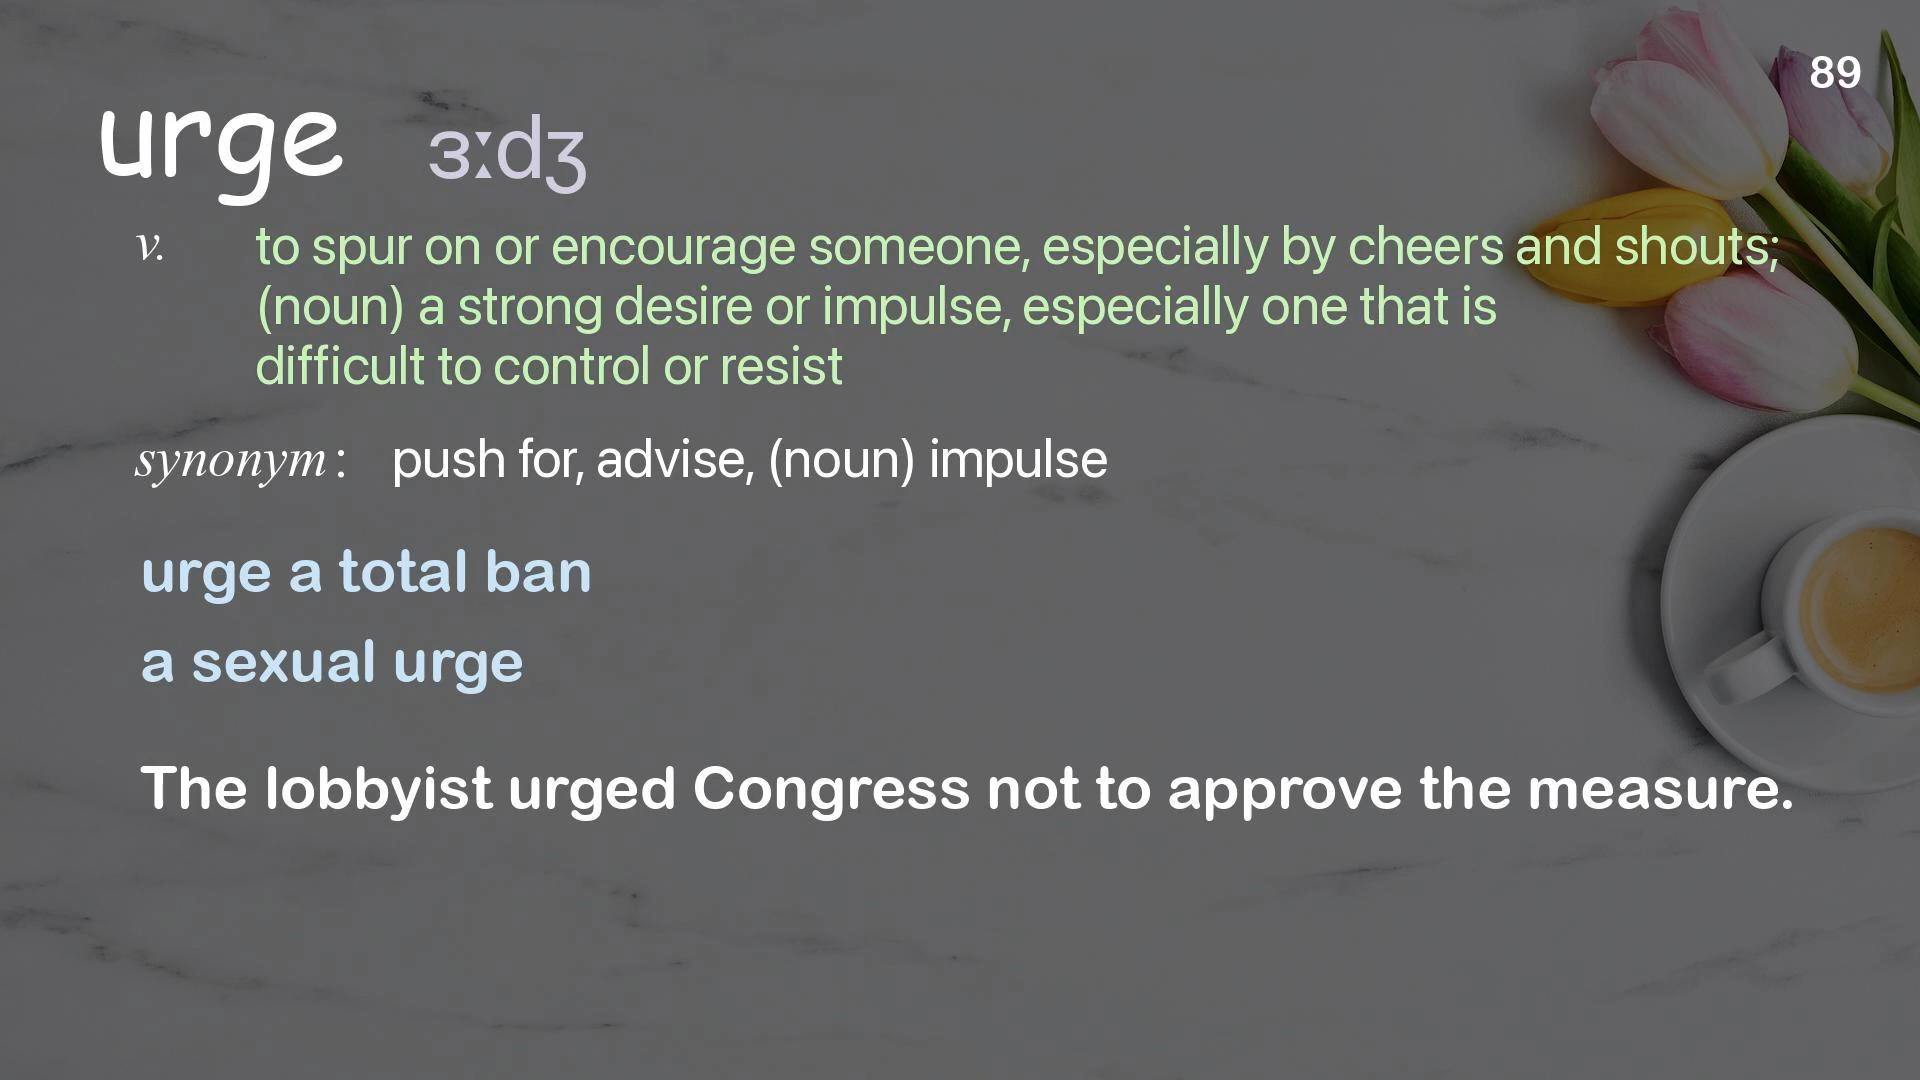 89
urge ɜːdʒ
v. to spur on or encourage someone, especially by cheers and shouts;
(noun) a strong desire or impulse, especially one that is
difficult to control or resist
synonym: push for, advise, (noun) impulse
urge a total ban
a sexual urge
The lobbyist urged Congress not to approve the measure.